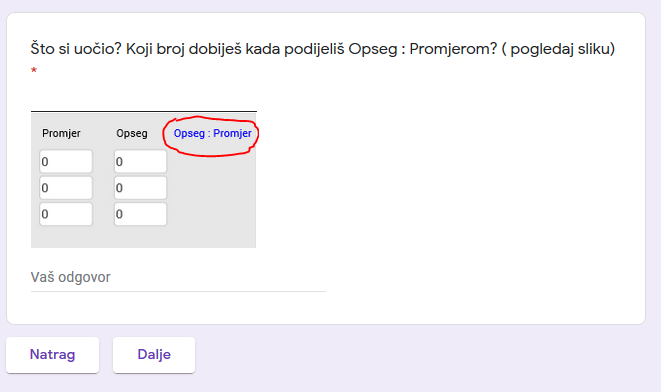 Što si uočio? Koji broj dobiješ kada podijeliš Opseg : Promjerom? ( pogledaj sliku)
*
Promjer Opseg Opseg : Promjer
0 0
0 0
0 0
Vaš odgovor
Natrag Dalje